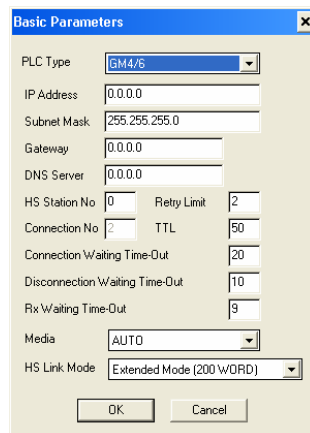 Basic Parameters
PLC Type GM4/6
IP Address 0.0.0.0
Subnet Mask 255.255.255.0
Gateway 0.0.0.0
DNS Server 0.0.0.0
HS Station No 0 Retry Limit 2
Connection No 2 TTL 50
Connection Waiting Time-Out 20
Disconnection Waiting Time-Out 10
Rx Waiting Time-Out 9
Media AUTO
HS Link Mode Extended Mode (200 WORD)
OK Cancel